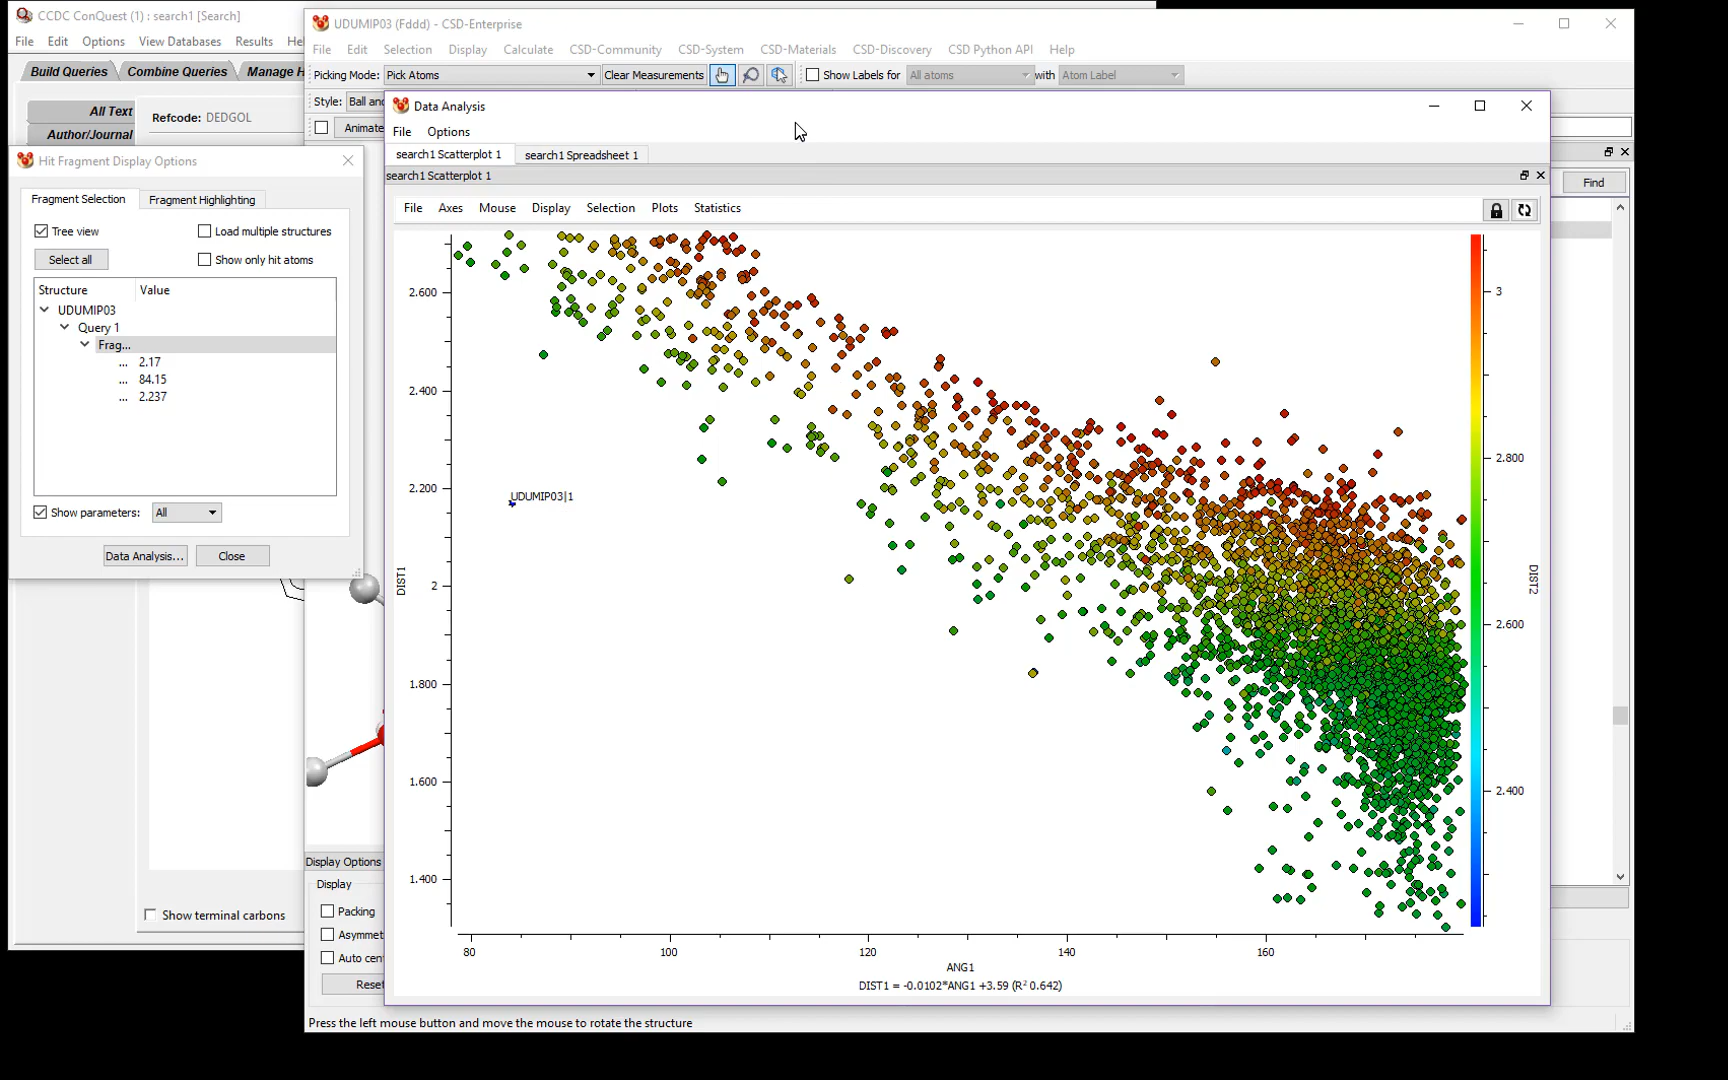 CCDC ConQuest (1) : search1 [Search]
File Edit Options View Databases Results
Build Queries Combine Queries
All Text
Author/Journal
Refcode: DEDGOL
Show terminal carbons
UDUMIP03 (Fddd) - CSD-Enterprise
File Edit Selection Display Calculate CSD-Community CSD-System CSD-Materials CSD-Discovery CSD Python API Help
Picking Mode: Pick Atoms Clear Measurements Show Labels for All atoms with Atom Label
Style:
Find
Display Options
Display
Packing
Press the left mouse button and move the mouse to rotate the structure
Hit Fragment Display Options
Fragment Selection Fragment Highlighting
Tree view Load multiple structures
Select all Show only hit atoms
Structure Value
UDUMIP03
Query 1
Frag...
... 2.17
... 84.15
... 2.237
Show parameters: All
Data Analysis... Close
Data Analysis
File Options
search1 Scatterplot 1 search1 Spreadsheet 1
search1 Scatterplot 1
File Axes Mouse Display Selection Plots Statistics
2.600
2.400
2.200
2
1.800
1.600
1.400
DIST1
UDUMIP03|1
3
2.800
2.600
2.400
DIST2
80 100 120 140 160
ANG1
DIST1 = -0.0102*ANG1 +3.59 (R² 0.642)